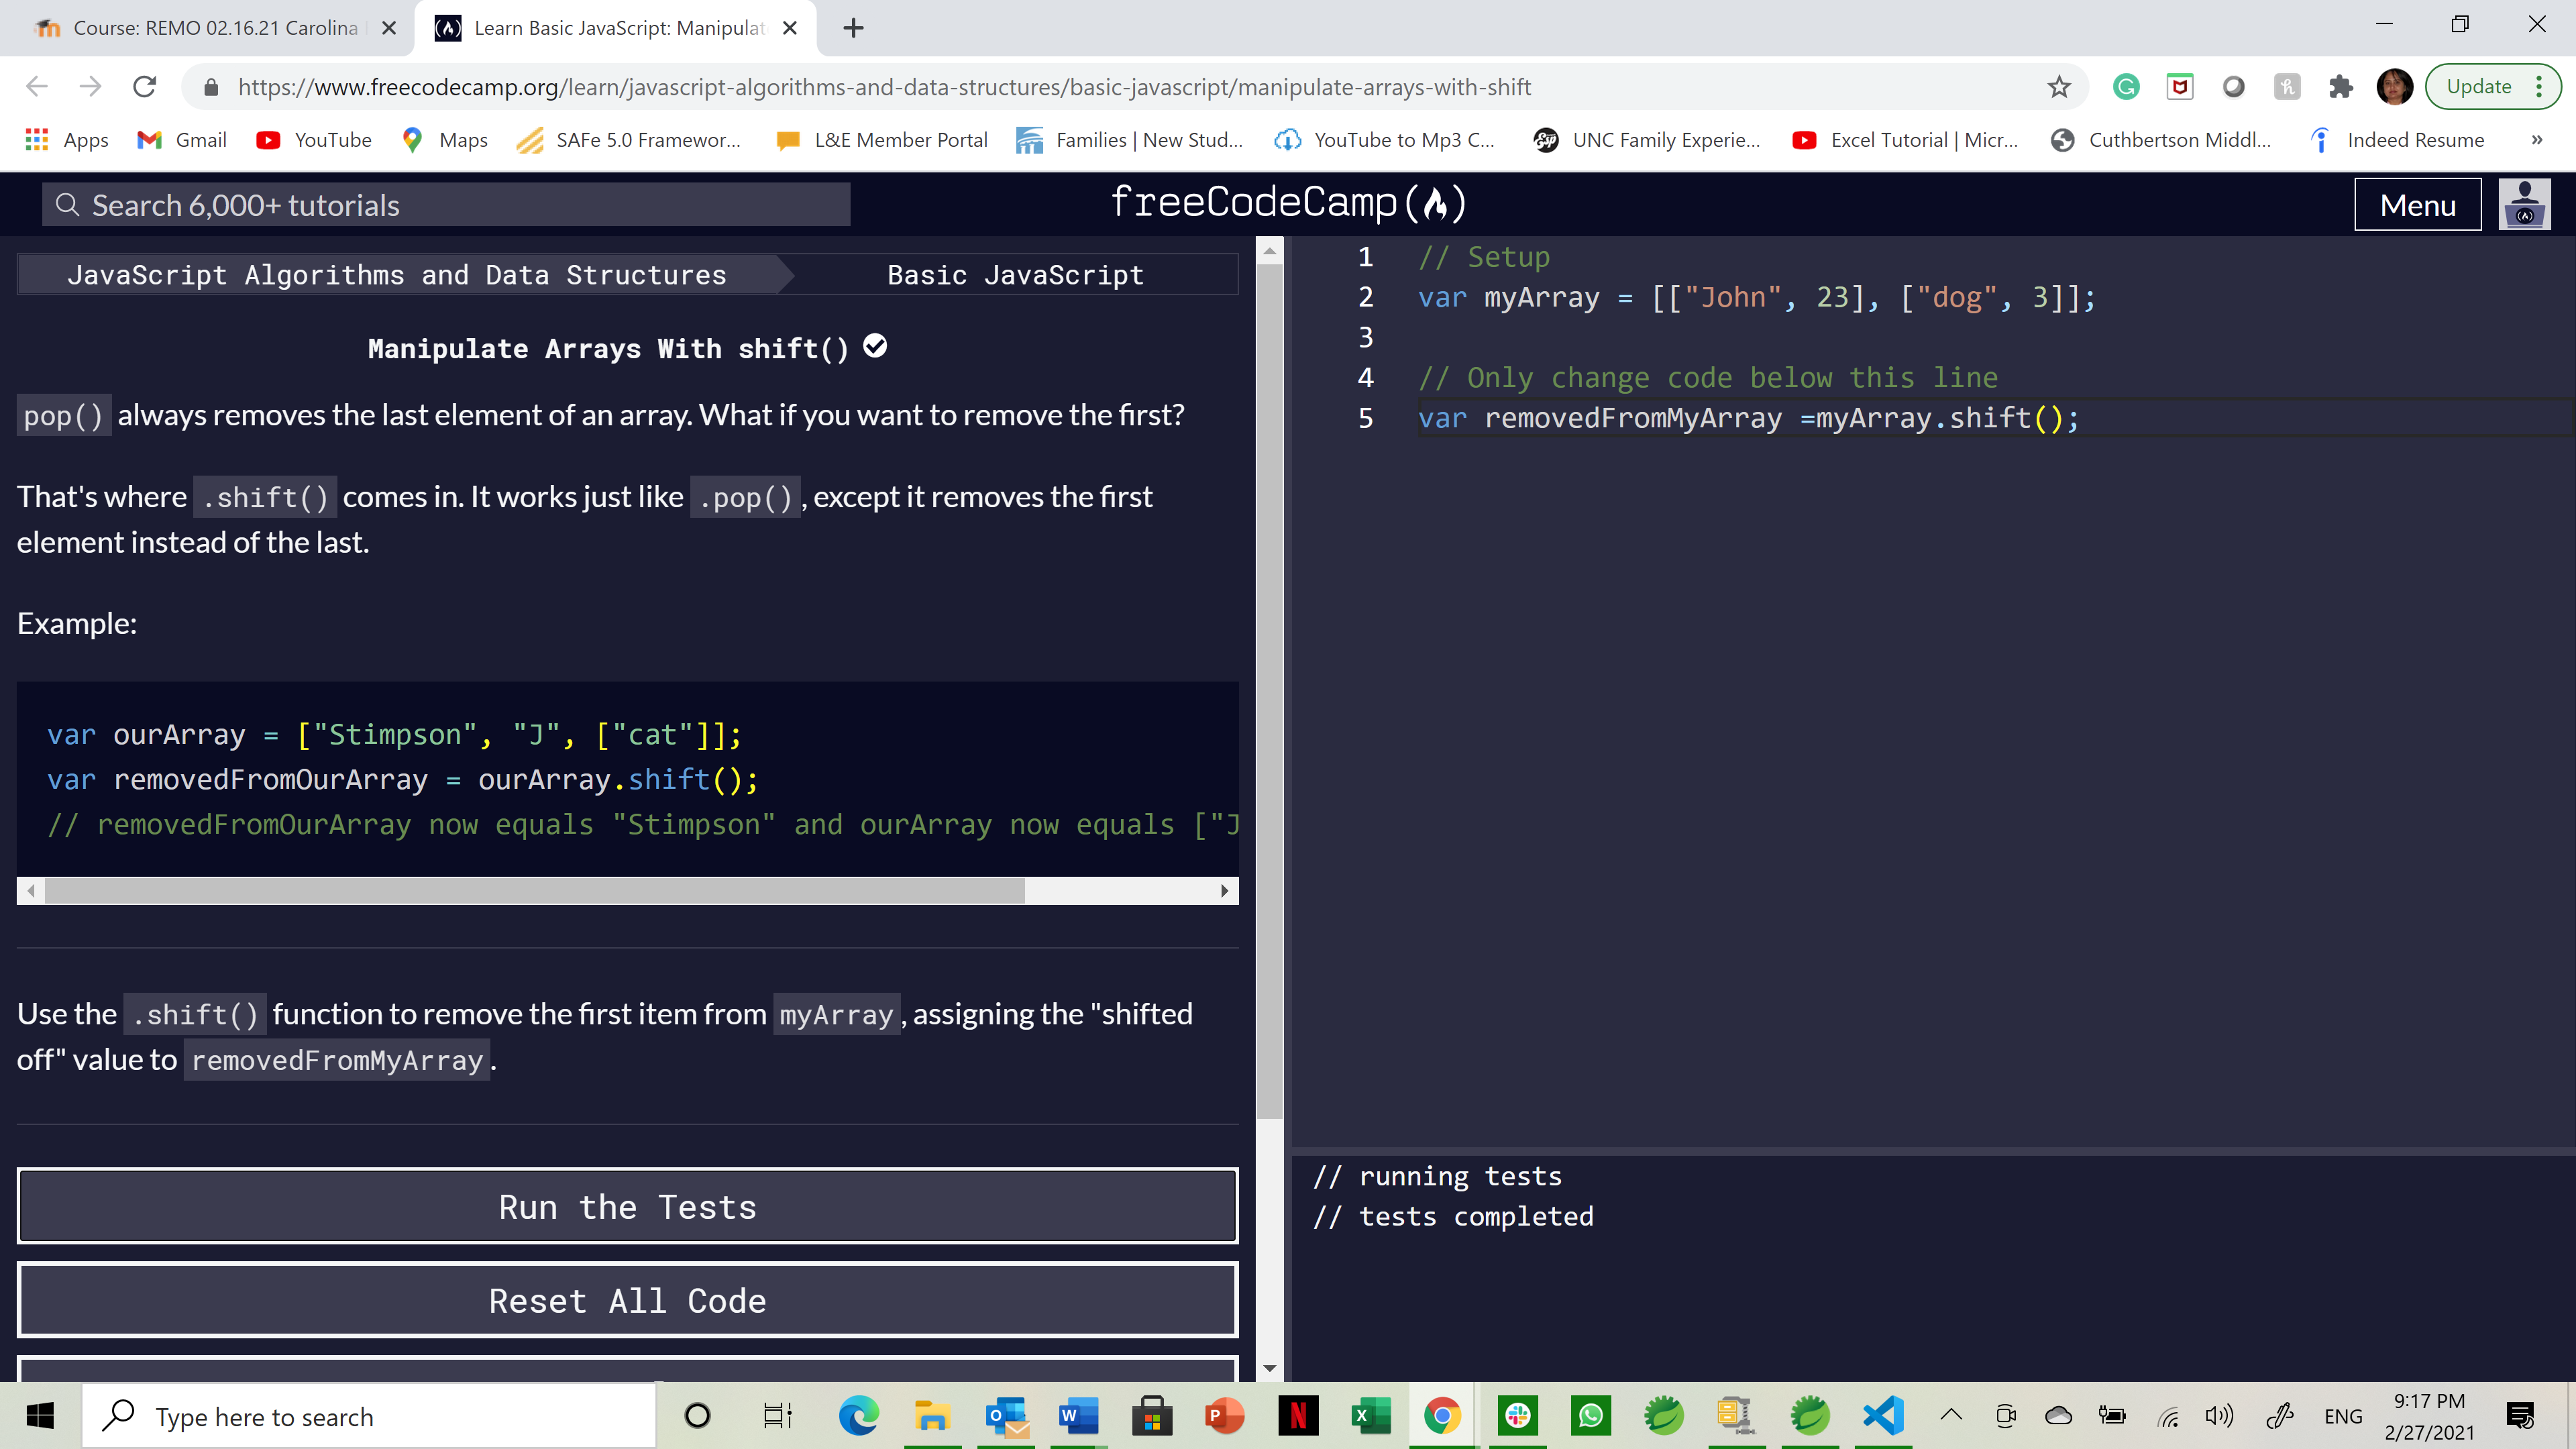 Course: REMO 02.16.21 Carolina
Learn Basic JavaScript: Manipulat
https://www.freecodecamp.org/learn/javascript-algorithms-and-data-structures/basic-javascript/manipulate-arrays-with-shift
Update
Apps
Gmail
YouTube
Maps
SAFe 5.0 Framewor...
L&E Member Portal
Families | New Stud...
YouTube to Mp3 C...
UNC Family Experie...
Excel Tutorial | Micr...
Cuthbertson Middl...
Indeed Resume
»
Search 6,000+ tutorials
freeCodeCamp
Menu
JavaScript Algorithms and Data Structures
Basic JavaScript
Manipulate Arrays With shift()
pop() always removes the last element of an array. What if you want to remove the first?
That's where .shift() comes in. It works just like .pop(), except it removes the first
element instead of the last.
Example:
var ourArray = ["Stimpson", "J", ["cat"]];
var removedFromOurArray = ourArray.shift();
// removedFromOurArray now equals "Stimpson" and ourArray now equals ["J
Use the .shift() function to remove the first item from myArray, assigning the "shifted
off" value to removedFromMyArray.
Run the Tests
Reset All Code
1 // Setup
2 var myArray = [["John", 23], ["dog", 3]];
3
4 // Only change code below this line
5 var removedFromMyArray =myArray.shift();
// running tests
// tests completed
Type here to search
ENG
9:17 PM
2/27/2021